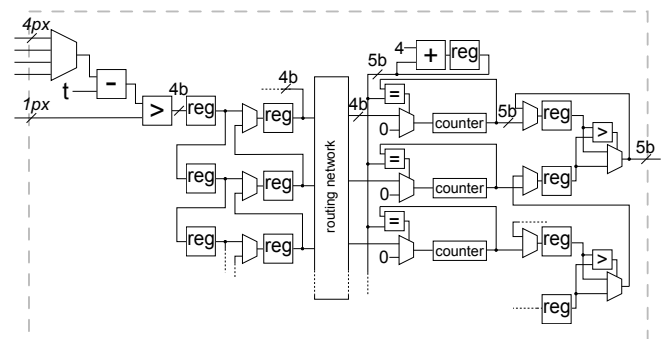 4px
4
+
reg
5b
t
-
4b
4b
=
>
reg
reg
4b
0
counter
5b
reg
>
1px
5b
reg
reg
routing network
=
0
counter
reg
reg
reg
=
0
counter
reg
>
reg